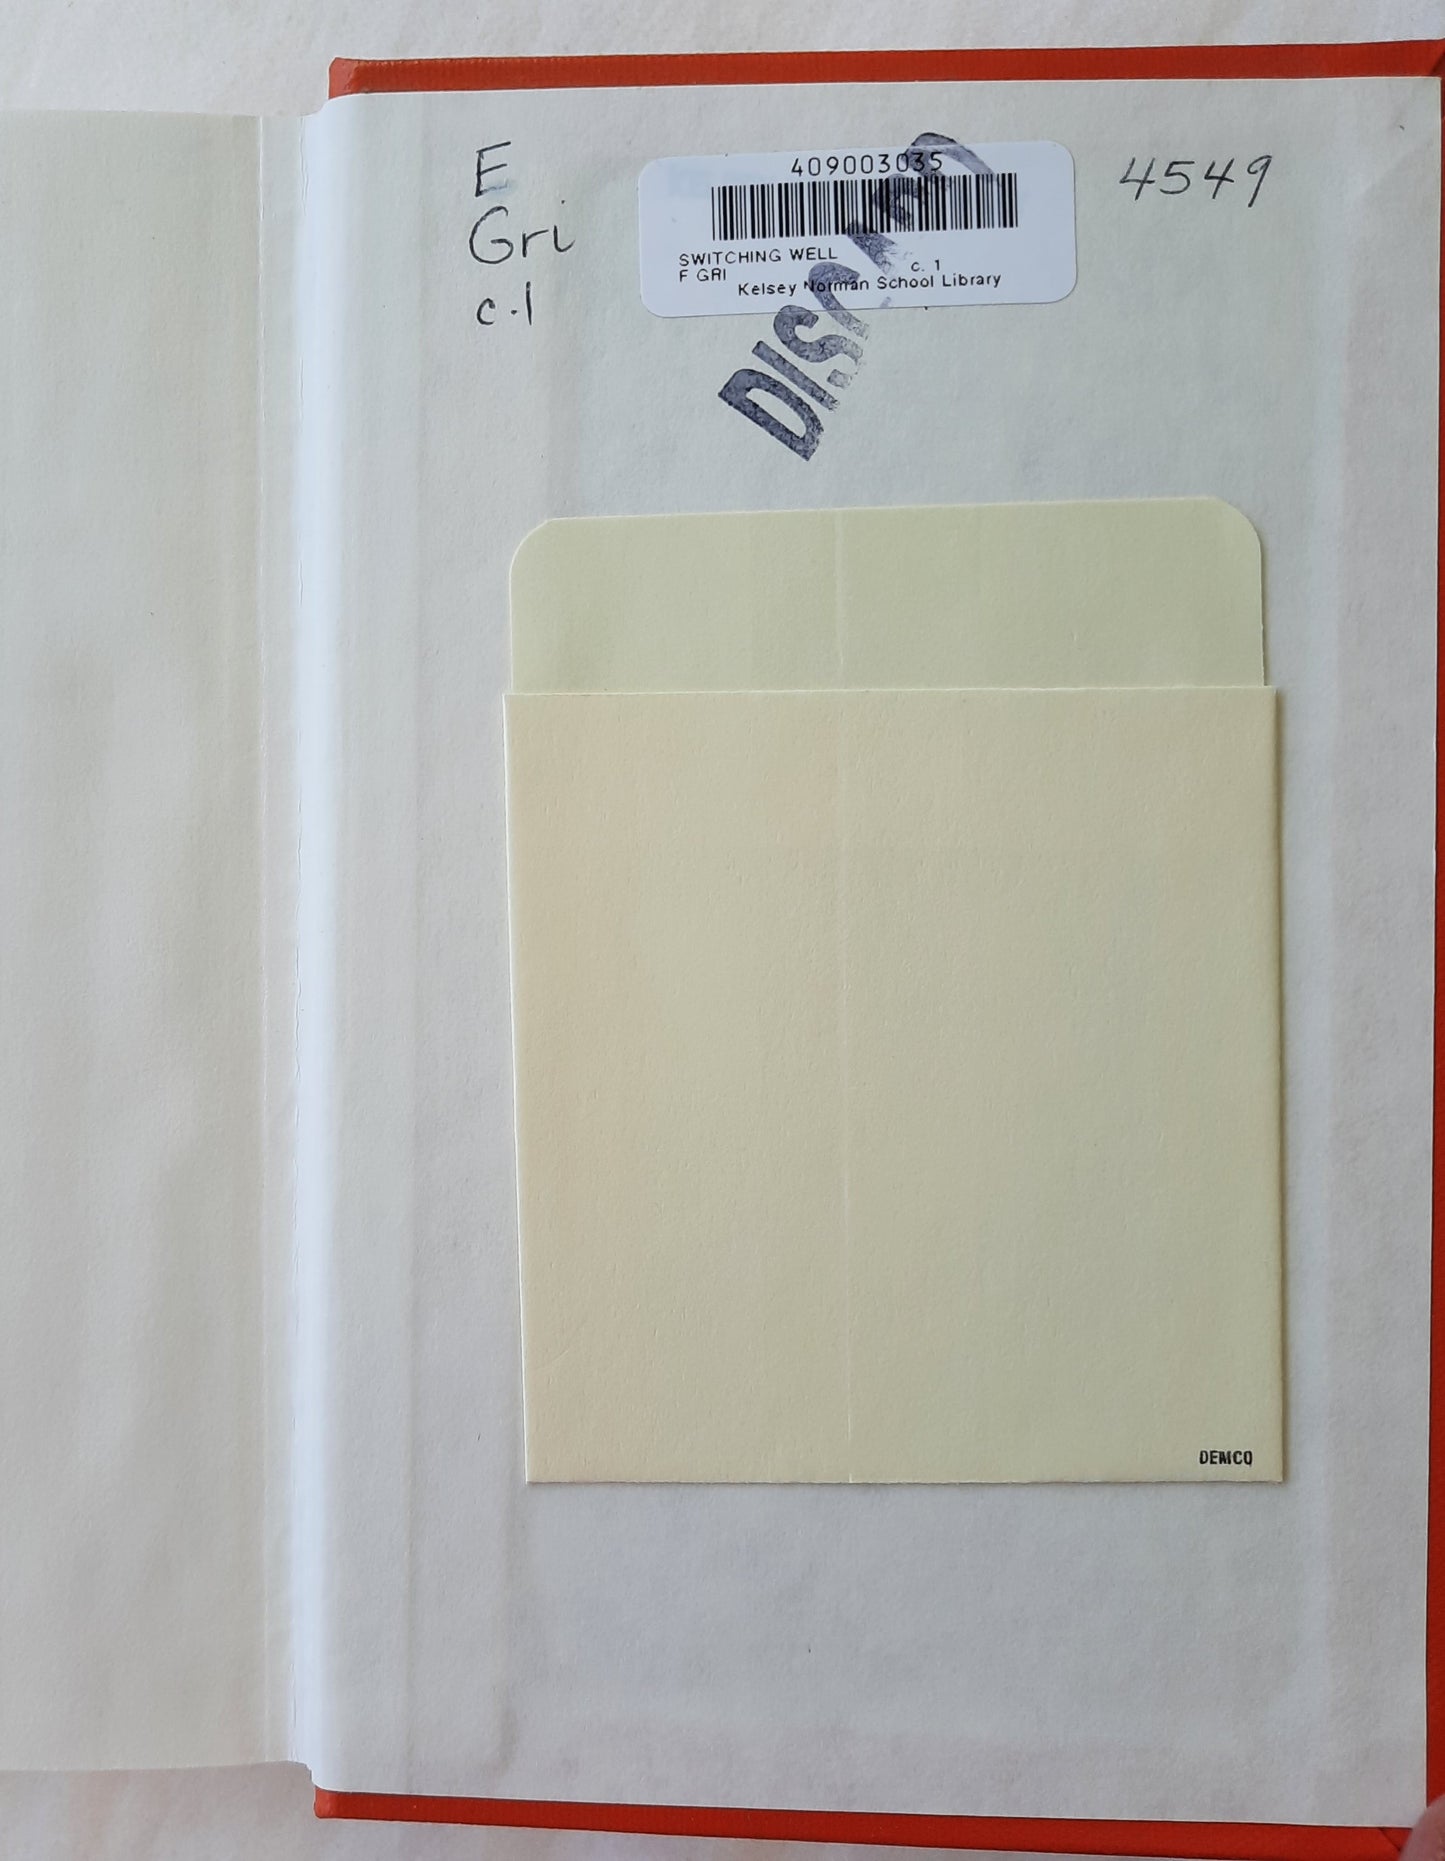 E
Gri
c.1
409003035
SWITCHING WELL
F GRI c. 1
Kelsey Norman School Library
4549
DISCARD
DEMCO